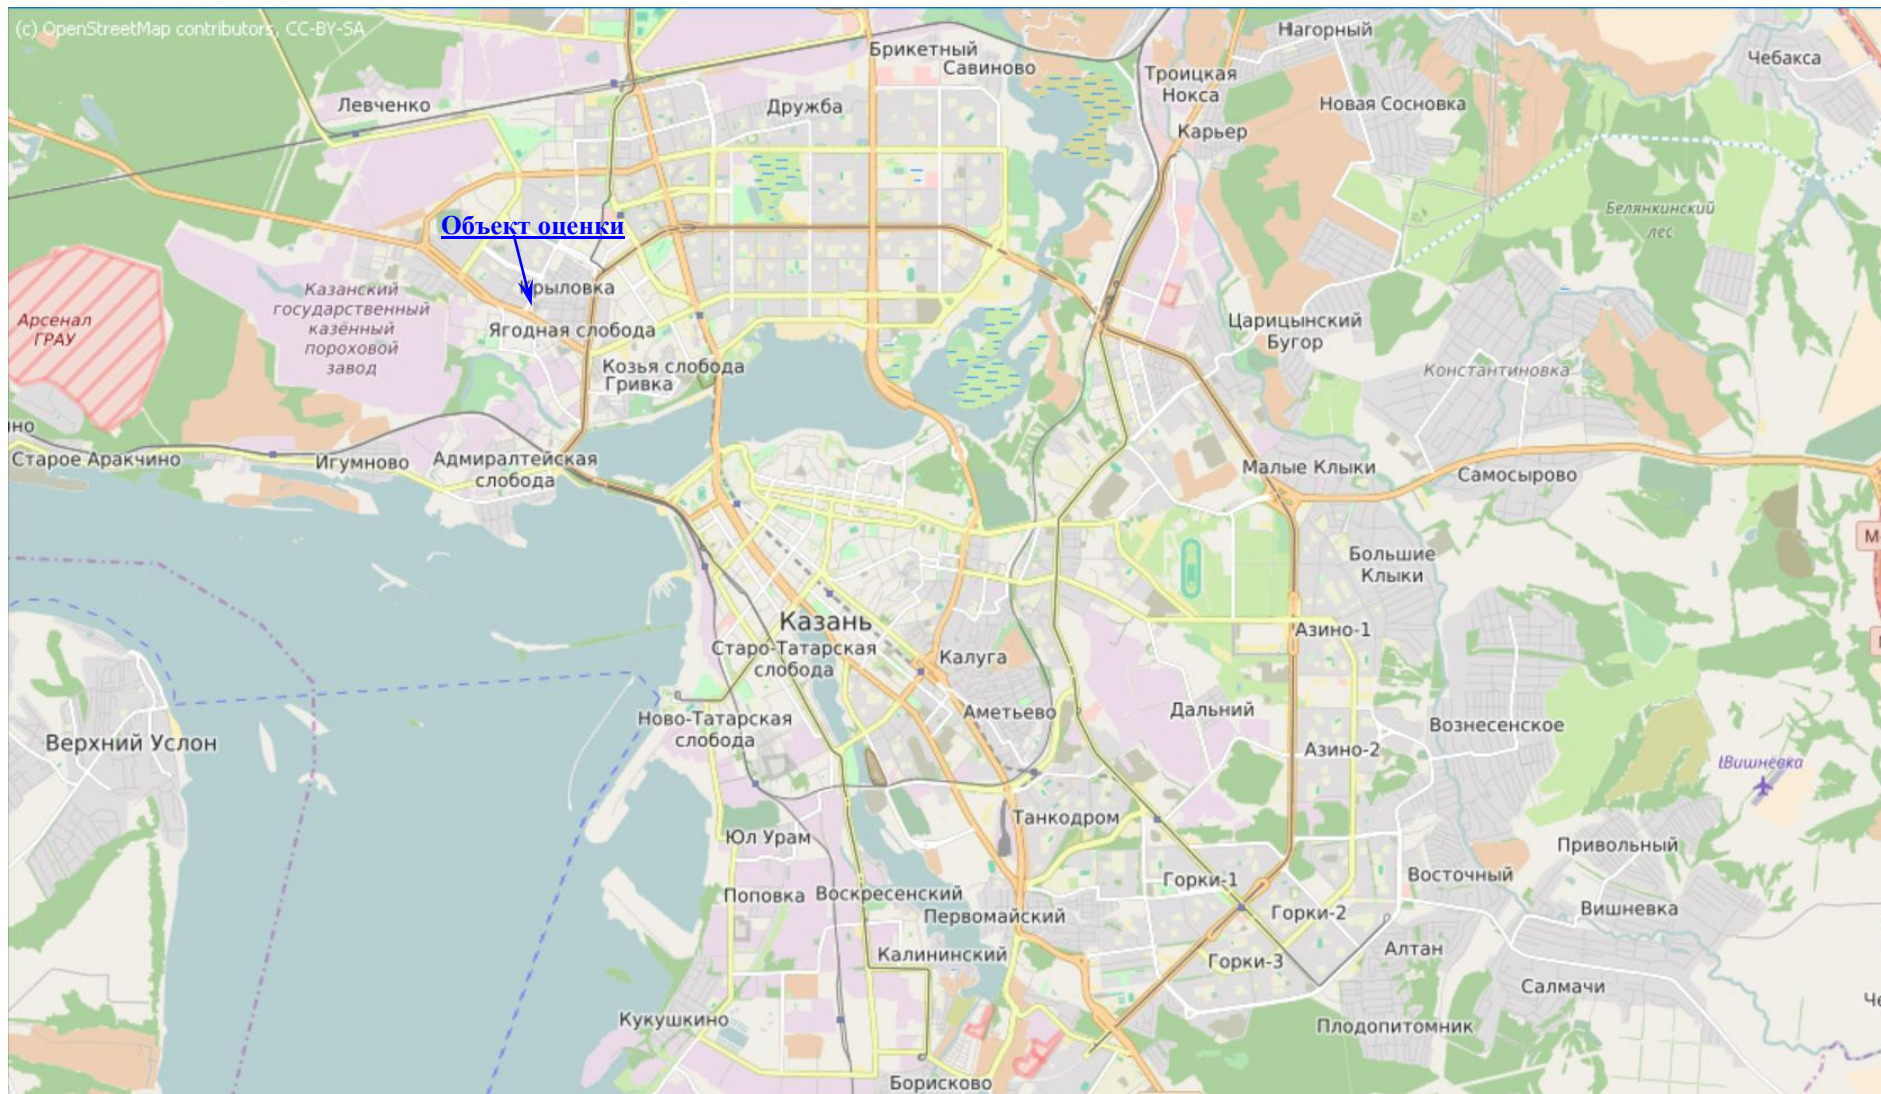 (c) OpenStreetMap contributors, CC-BY-SA
Нагорный
Брикетный
Савиново
Чебакса
Троицкая
Нокса
Левченко
Дружба
Новая Сосновка
Карьер
Объект оценки
Белянкинский
лес
Казанский
государственный
казённый
пороховой
завод
рыловка
Арсенал
ГРАУ
Ягодная слобода
Царицынский
Бугор
Козья слобода
Гривка
Константиновка
но
Старое Аракчино
Игумново
Адмиралтейская
слобода
Малые Клыки
Самосырово
М
Большие
Клыки
Казань
Азино-1
Старо-Татарская
слобода
Калуга
Ново-Татарская
слобода
Аметьево
Дальний
Вознесенское
Верхний Услон
Азино-2
Вишнёвка
Танкодром
Юл Урам
Привольный
Горки-1
Восточный
Поповка
Воскресенский
Первомайский
Горки-2
Вишневка
Калининский
Горки-3
Алтан
Салмачи
Че
Кукушкино
Плодопитомник
Борисково